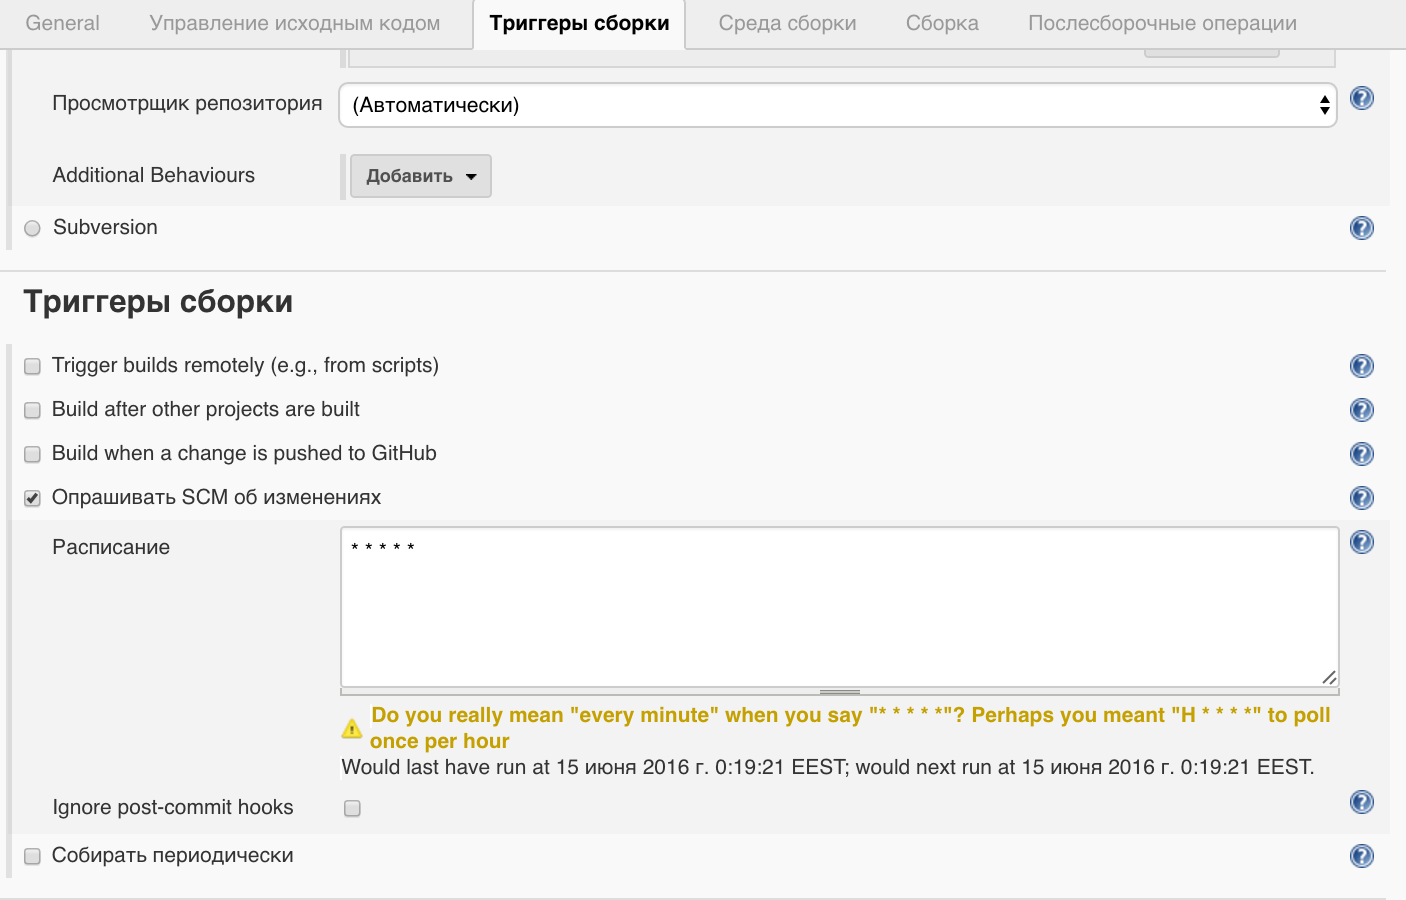 General Управление исходным кодом Триггеры сборки Среда сборки Сборка Послесборочные операции
Просмотрщик репозитория (Автоматически) ?
Additional Behaviours Добавить
Subversion ?
Триггеры сборки
Trigger builds remotely (e.g., from scripts) ?
Build after other projects are built ?
Build when a change is pushed to GitHub ?
Опрашивать SCM об изменениях ?
Расписание * * * * * ?
Do you really mean "every minute" when you say "* * * * *"? Perhaps you meant "H * * * *" to poll
once per hour
Would last have run at 15 июня 2016 г. 0:19:21 EEST; would next run at 15 июня 2016 г. 0:19:21 EEST.
Ignore post-commit hooks ?
Собирать периодически ?